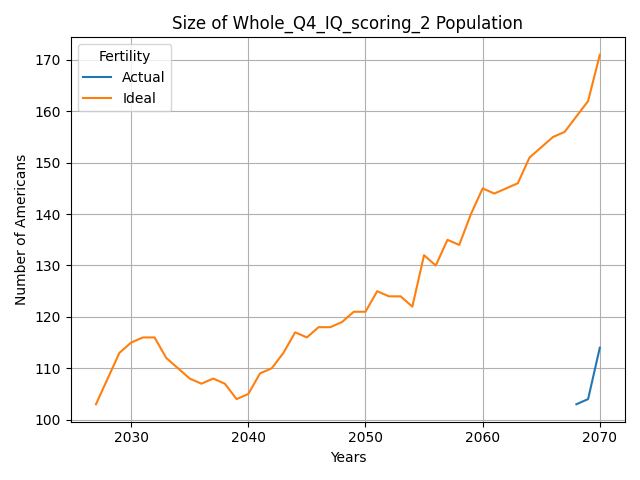 Size of Whole_Q4_IQ_scoring_2 Population
Fertility
Actual
Ideal
Number of Americans
170
160
150
140
130
120
110
100
2030 2040 2050 2060 2070
Years